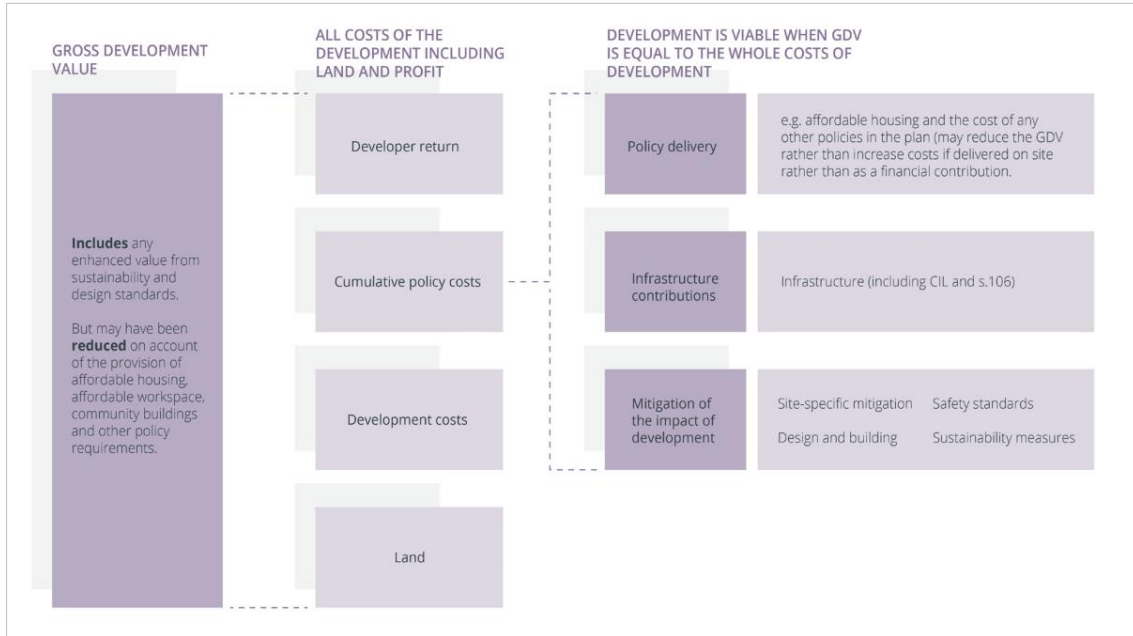 GROSS DEVELOPMENT
VALUE
Includes any
enhanced value from
sustainability and
design standards.
But may have been
reduced on account
of the provision of
affordable housing,
affordable workspace,
community buildings
and other policy
requirements.
ALL COSTS OF THE
DEVELOPMENT INCLUDING
LAND AND PROFIT
Developer return
Cumulative policy costs
Development costs
Land
DEVELOPMENT IS VIABLE WHEN GDV
IS EQUAL TO THE WHOLE COSTS OF
DEVELOPMENT
Policy delivery
e.g. affordable housing and the cost of any
other policies in the plan (may reduce the GDV
rather than increase costs if delivered on site
rather than as a financial contribution.
Infrastructure
contributions
Infrastructure (including CIL and s.106)
Mitigation of
the impact of
development
Site-specific mitigation
Safety standards
Design and building
Sustainability measures